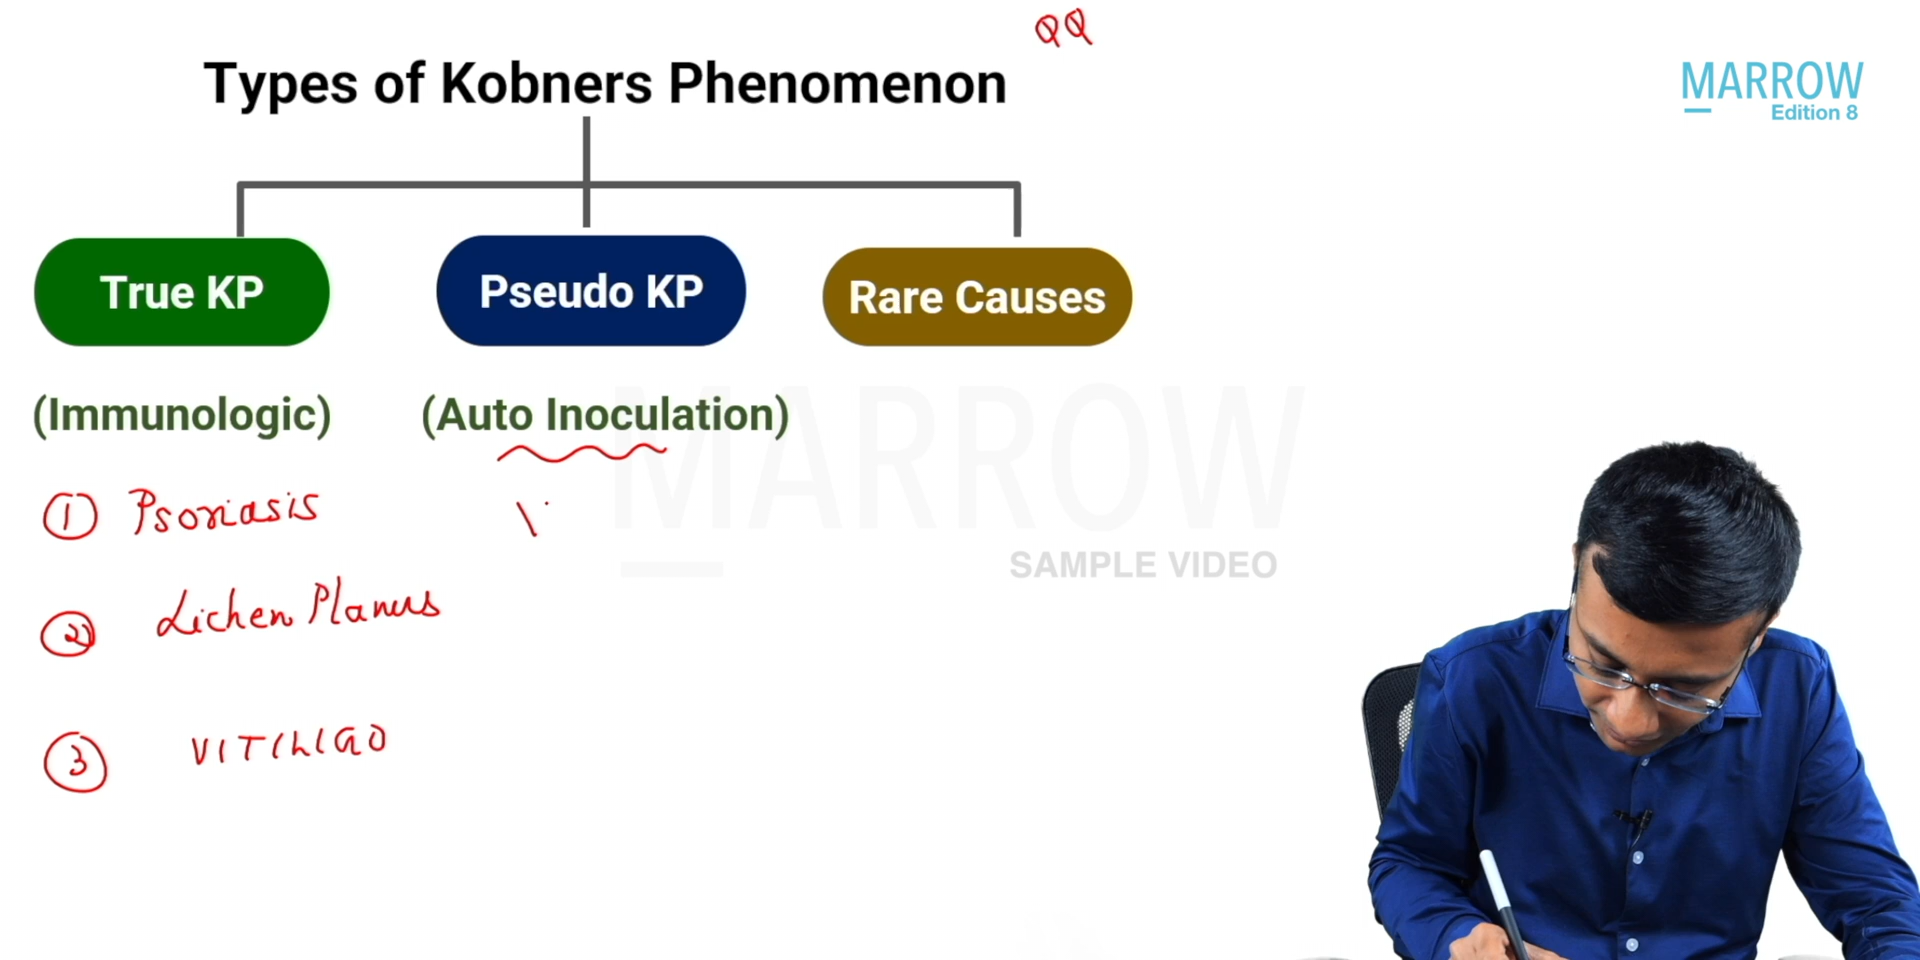 QQ
Types of Kobners Phenomenon
MARROW
Edition 8
True KP
Pseudo KP
Rare Causes
(Immunologic)
(Auto Inoculation)
MARROW
SAMPLE VIDEO
1 Psoriasis
2 Lichen Planus
3 VITILIGO